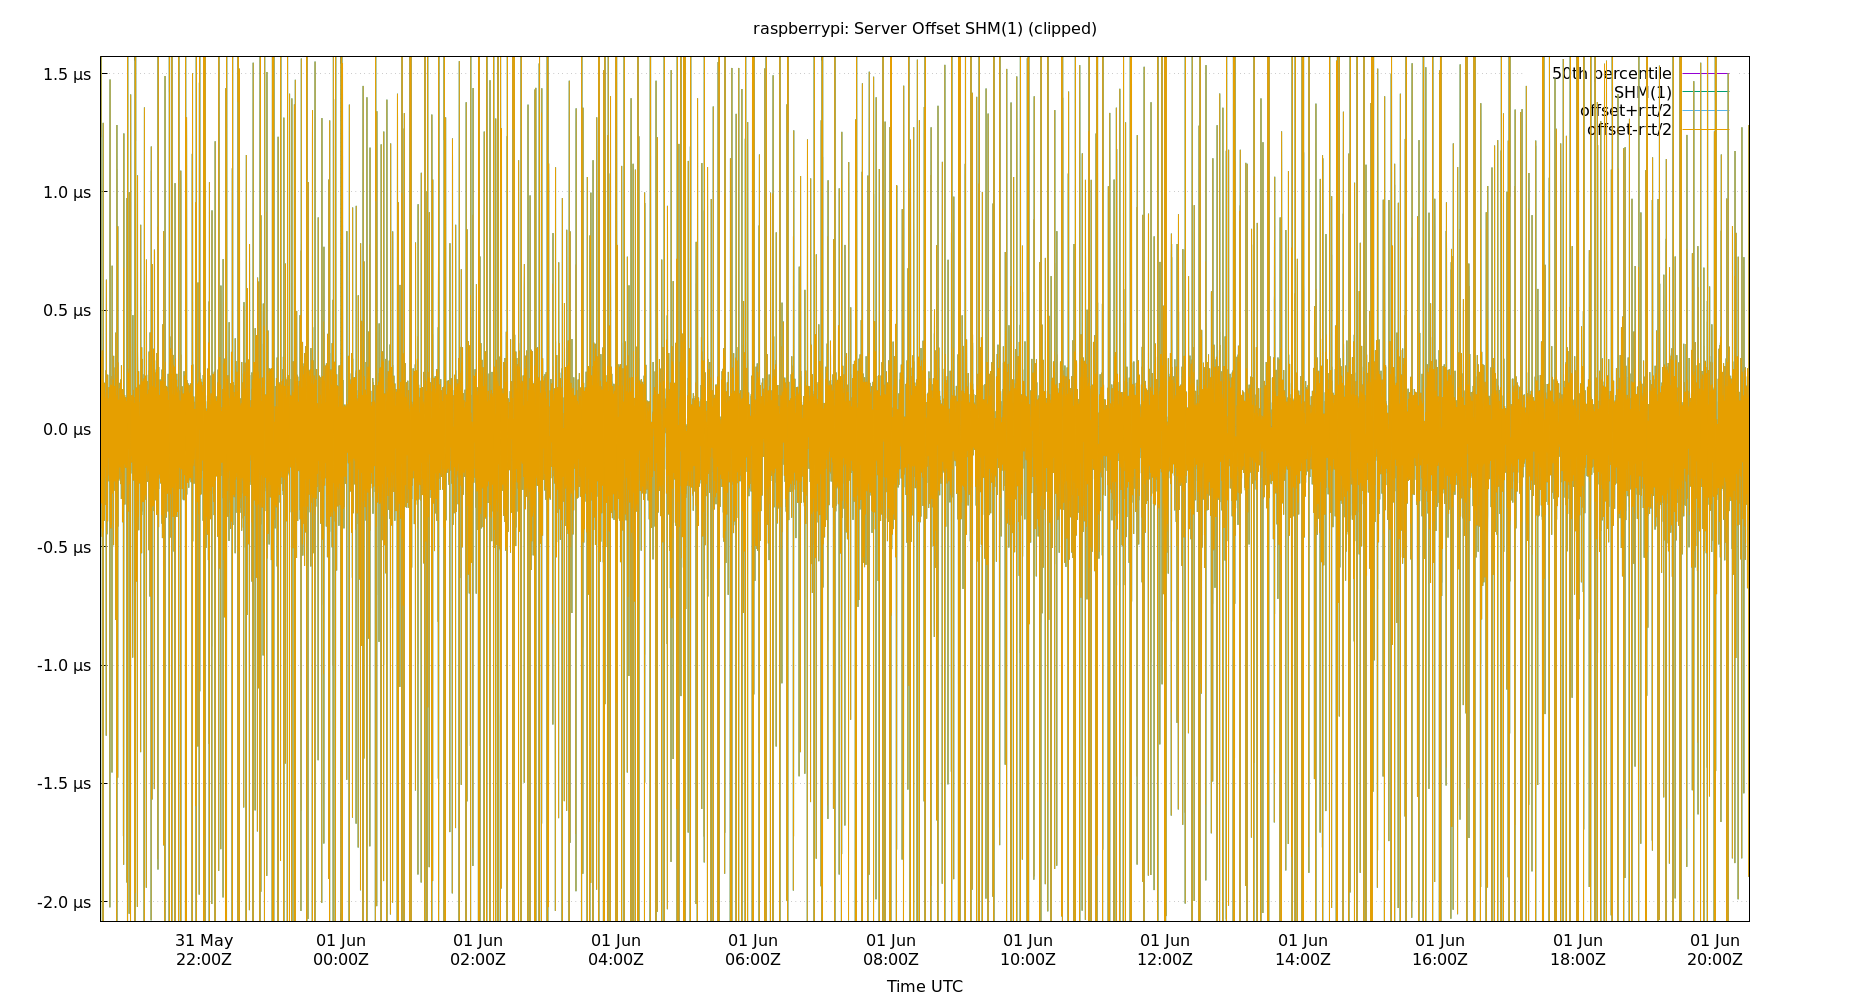 raspberrypi: Server Offset SHM(1) (clipped)
1.5 µs
1.0 µs
0.5 µs
0.0 µs
-0.5 µs
-1.0 µs
-1.5 µs
-2.0 µs
50th percentile
SHM(1)
offset+rtt/2
offset-rtt/2
31 May 01 Jun 01 Jun 01 Jun 01 Jun 01 Jun 01 Jun 01 Jun 01 Jun 01 Jun 01 Jun 01 Jun
22:00Z 00:00Z 02:00Z 04:00Z 06:00Z 08:00Z 10:00Z 12:00Z 14:00Z 16:00Z 18:00Z 20:00Z
Time UTC